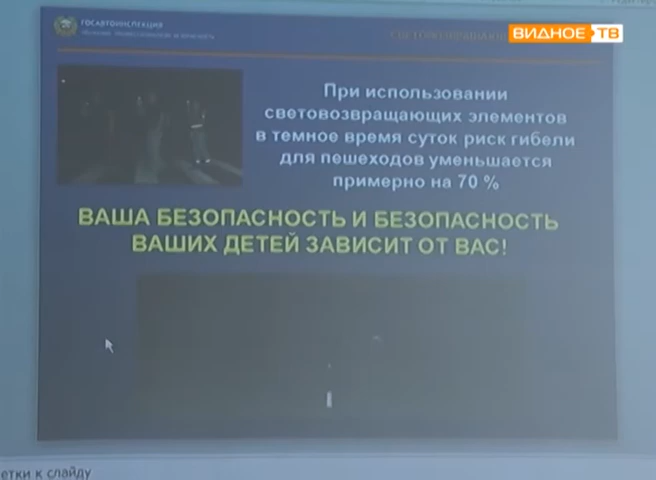 ГОСАВТОИНСПЕКЦИЯ
СВЕТОВОЗВРАЩАЮЩ
ВИДНОЕ ТВ
При использовании
световозвращающих элементов
в темное время суток риск гибели
для пешеходов уменьшается
примерно на 70 %
ВАША БЕЗОПАСНОСТЬ И БЕЗОПАСНОСТЬ
ВАШИХ ДЕТЕЙ ЗАВИСИТ ОТ ВАС!
етки к слайду